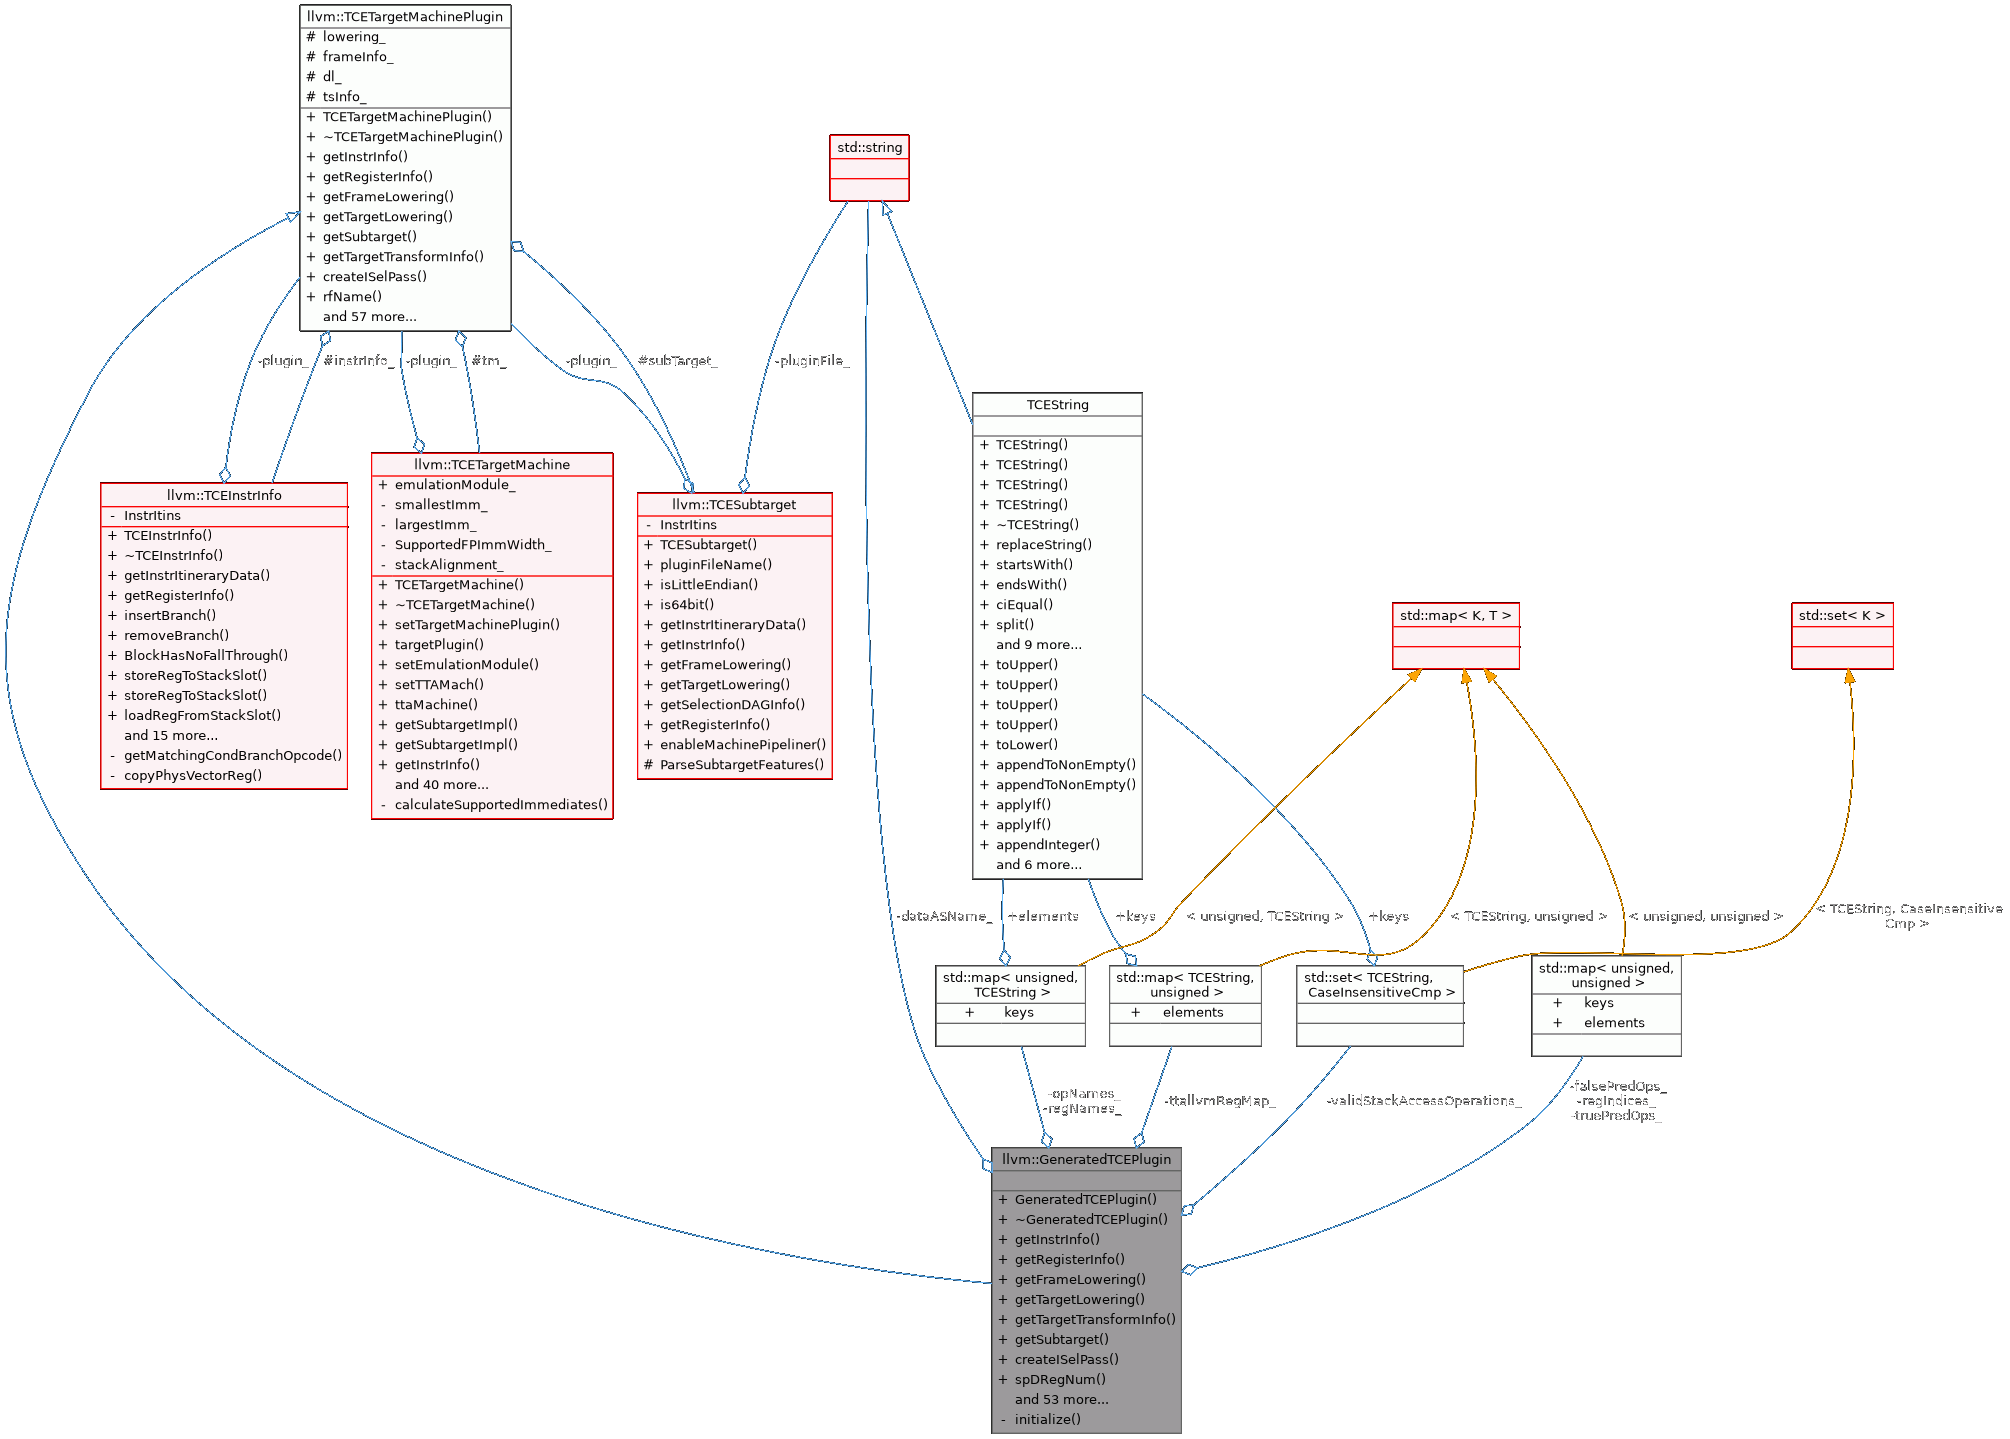 llvm::TCETargetMachinePlugin
# lowering_
# frameInfo_
# dl_
# tsInfo_
+ TCETargetMachinePlugin()
+ ~TCETargetMachinePlugin()
+ getInstrInfo()
+ getRegisterInfo()
+ getFrameLowering()
+ getTargetLowering()
+ getSubtarget()
+ getTargetTransformInfo()
+ createISelPass()
+ rfName()
and 57 more...
std::string
-plugin_
#instrInfo_
-plugin_
#tm_
-plugin_
#subTarget_
-pluginFile_
llvm::TCEInstrInfo
- InstrItins
+ TCEInstrInfo()
+ ~TCEInstrInfo()
+ getInstrItineraryData()
+ getRegisterInfo()
+ insertBranch()
+ removeBranch()
+ BlockHasNoFallThrough()
+ storeRegToStackSlot()
+ storeRegToStackSlot()
+ loadRegFromStackSlot()
and 15 more...
- getMatchingCondBranchOpcode()
- copyPhysVectorReg()
llvm::TCETargetMachine
+ emulationModule_
- smallestImm_
- largestImm_
- SupportedFPImmWidth_
- stackAlignment_
+ TCETargetMachine()
+ ~TCETargetMachine()
+ setTargetMachinePlugin()
+ targetPlugin()
+ setEmulationModule()
+ setTTAMach()
+ ttaMachine()
+ getSubtargetImpl()
+ getSubtargetImpl()
+ getInstrInfo()
and 40 more...
- calculateSupportedImmediates()
llvm::TCESubtarget
- InstrItins
+ TCESubtarget()
+ pluginFileName()
+ isLittleEndian()
+ is64bit()
+ getInstrItineraryData()
+ getInstrInfo()
+ getFrameLowering()
+ getTargetLowering()
+ getSelectionDAGInfo()
+ getRegisterInfo()
+ enableMachinePipeliner()
# ParseSubtargetFeatures()
TCEString
+ TCEString()
+ TCEString()
+ TCEString()
+ TCEString()
+ ~TCEString()
+ replaceString()
+ startsWith()
+ endsWith()
+ ciEqual()
+ split()
and 9 more...
+ toUpper()
+ toUpper()
+ toUpper()
+ toUpper()
+ toLower()
+ appendToNonEmpty()
+ appendToNonEmpty()
+ applyIf()
+ applyIf()
+ appendInteger()
and 6 more...
std::map< K, T >
std::set< K >
-dataASName_
+elements
+keys
< unsigned, TCEString >
+keys
< TCEString, unsigned >
< unsigned, unsigned >
< TCEString, CaseInsensitive
Cmp >
std::map< unsigned,
TCEString >
+ keys
std::map< TCEString,
unsigned >
+ elements
std::set< TCEString,
CaseInsensitiveCmp >
std::map< unsigned,
unsigned >
+ keys
+ elements
-opNames_
-regNames_
-ttallvmRegMap_
-validStackAccessOperations_
-falsePredOps_
-regIndices_
-truePredOps_
llvm::GeneratedTCEPlugin
+ GeneratedTCEPlugin()
+ ~GeneratedTCEPlugin()
+ getInstrInfo()
+ getRegisterInfo()
+ getFrameLowering()
+ getTargetLowering()
+ getTargetTransformInfo()
+ getSubtarget()
+ createISelPass()
+ spDRegNum()
and 53 more...
- initialize()